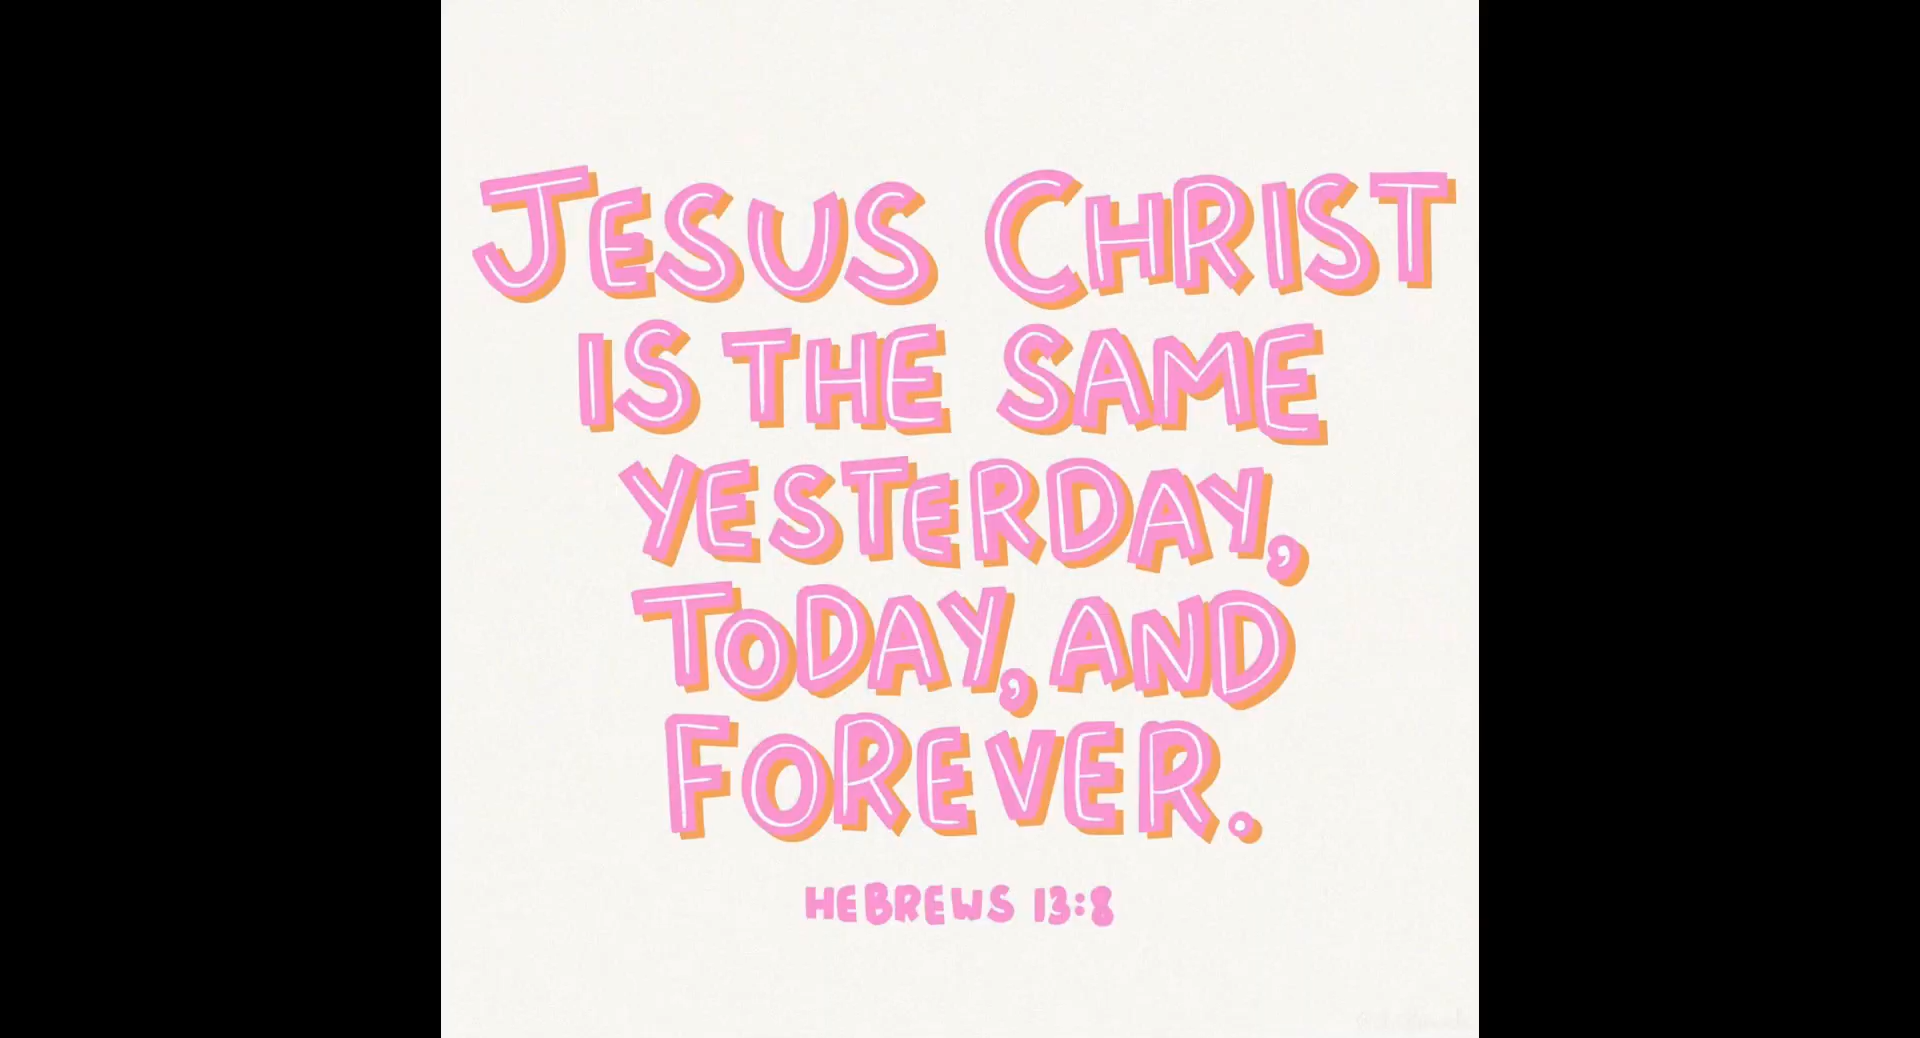 JESUS CHRIST
IS THE SAME
YESTERDAY,
TODAY, AND
FOREVER.
HEBREWS 13:8